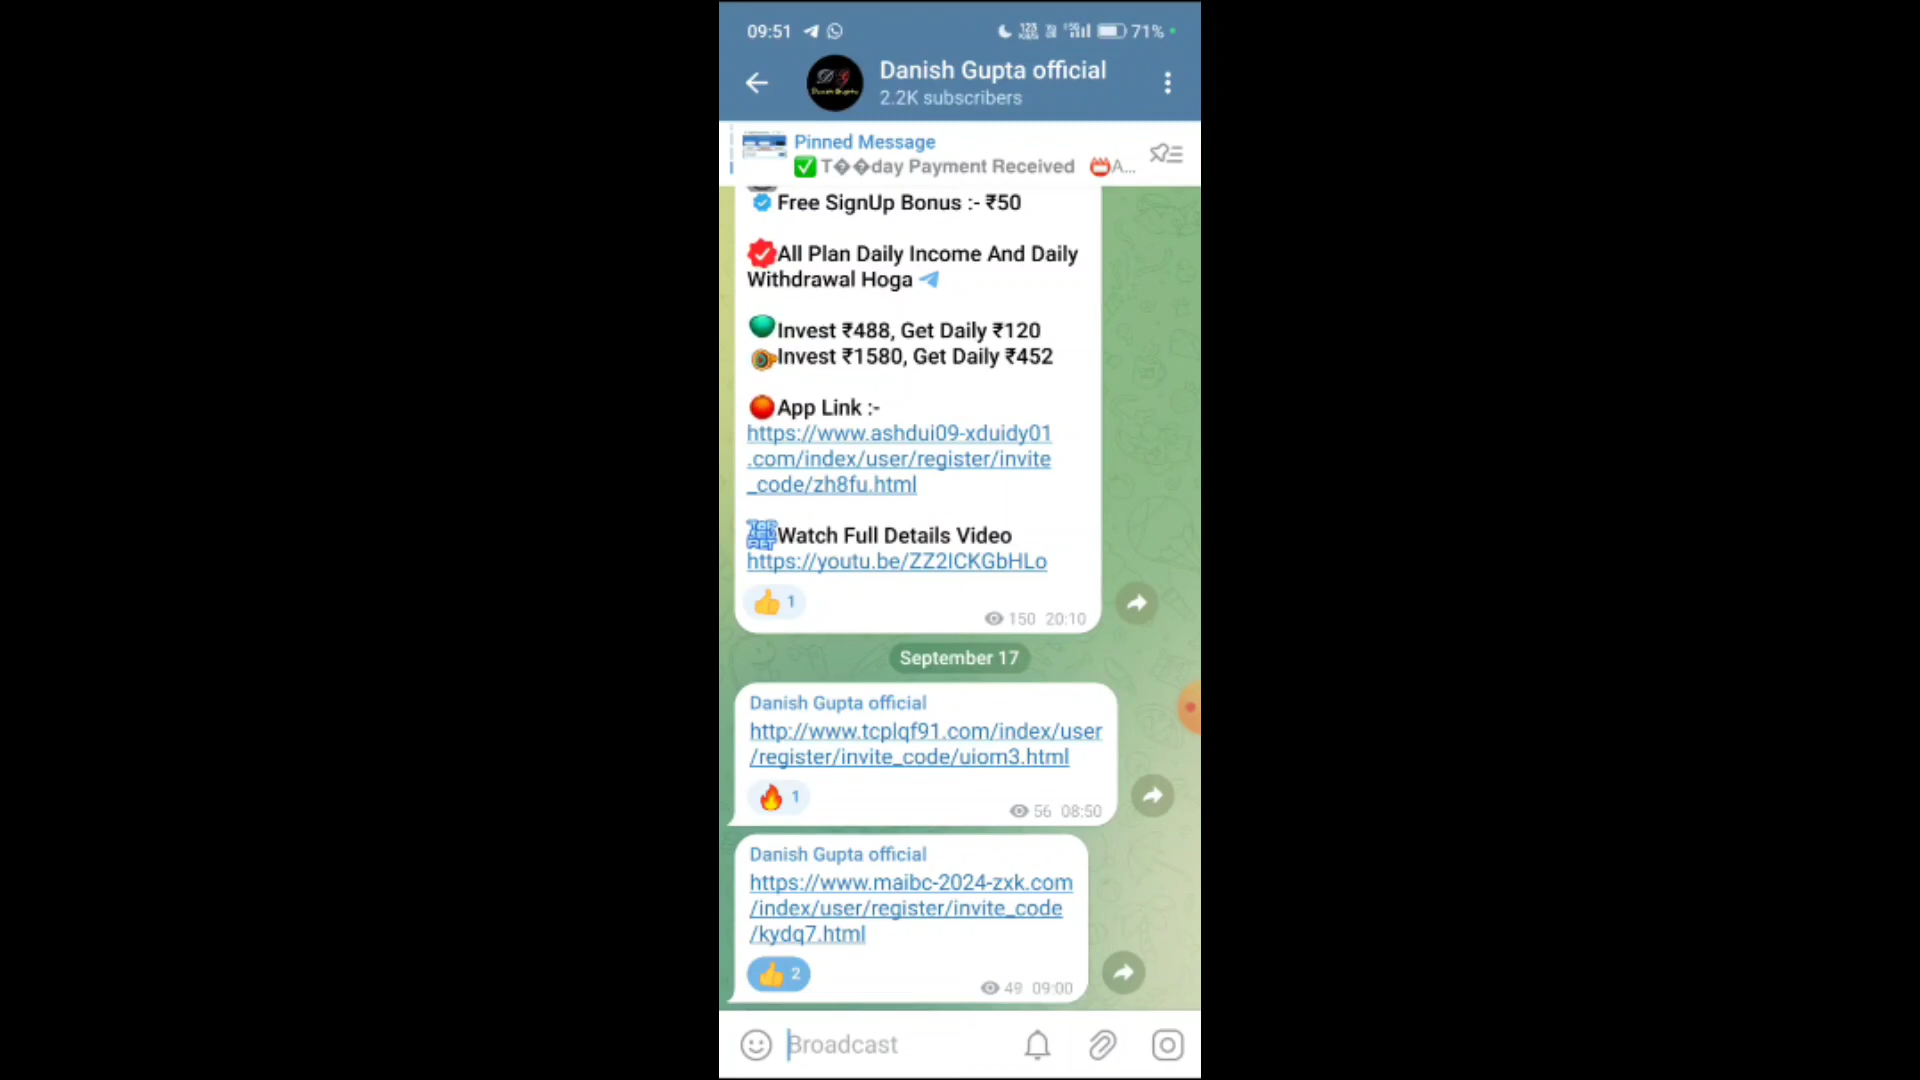 09:51 71%
Danish Gupta official
2.2K subscribers
Pinned Message
✅ T��day Payment Received 📛A...
Free SignUp Bonus :- ₹50
All Plan Daily Income And Daily
Withdrawal Hoga
Invest ₹488, Get Daily ₹120
Invest ₹1580, Get Daily ₹452
App Link :-
https://www.ashdui09-xduidy01
.com/index/user/register/invite
_code/zh8fu.html
Watch Full Details Video
https://youtu.be/ZZ2ICKGbHLo
👍 1
150 20:10
September 17
Danish Gupta official
http://www.tcplqf91.com/index/user
/register/invite_code/uiom3.html
🔥 1
56 08:50
Danish Gupta official
https://www.maibc-2024-zxk.com
/index/user/register/invite_code
/kydq7.html
👍 2
49 09:00
Broadcast